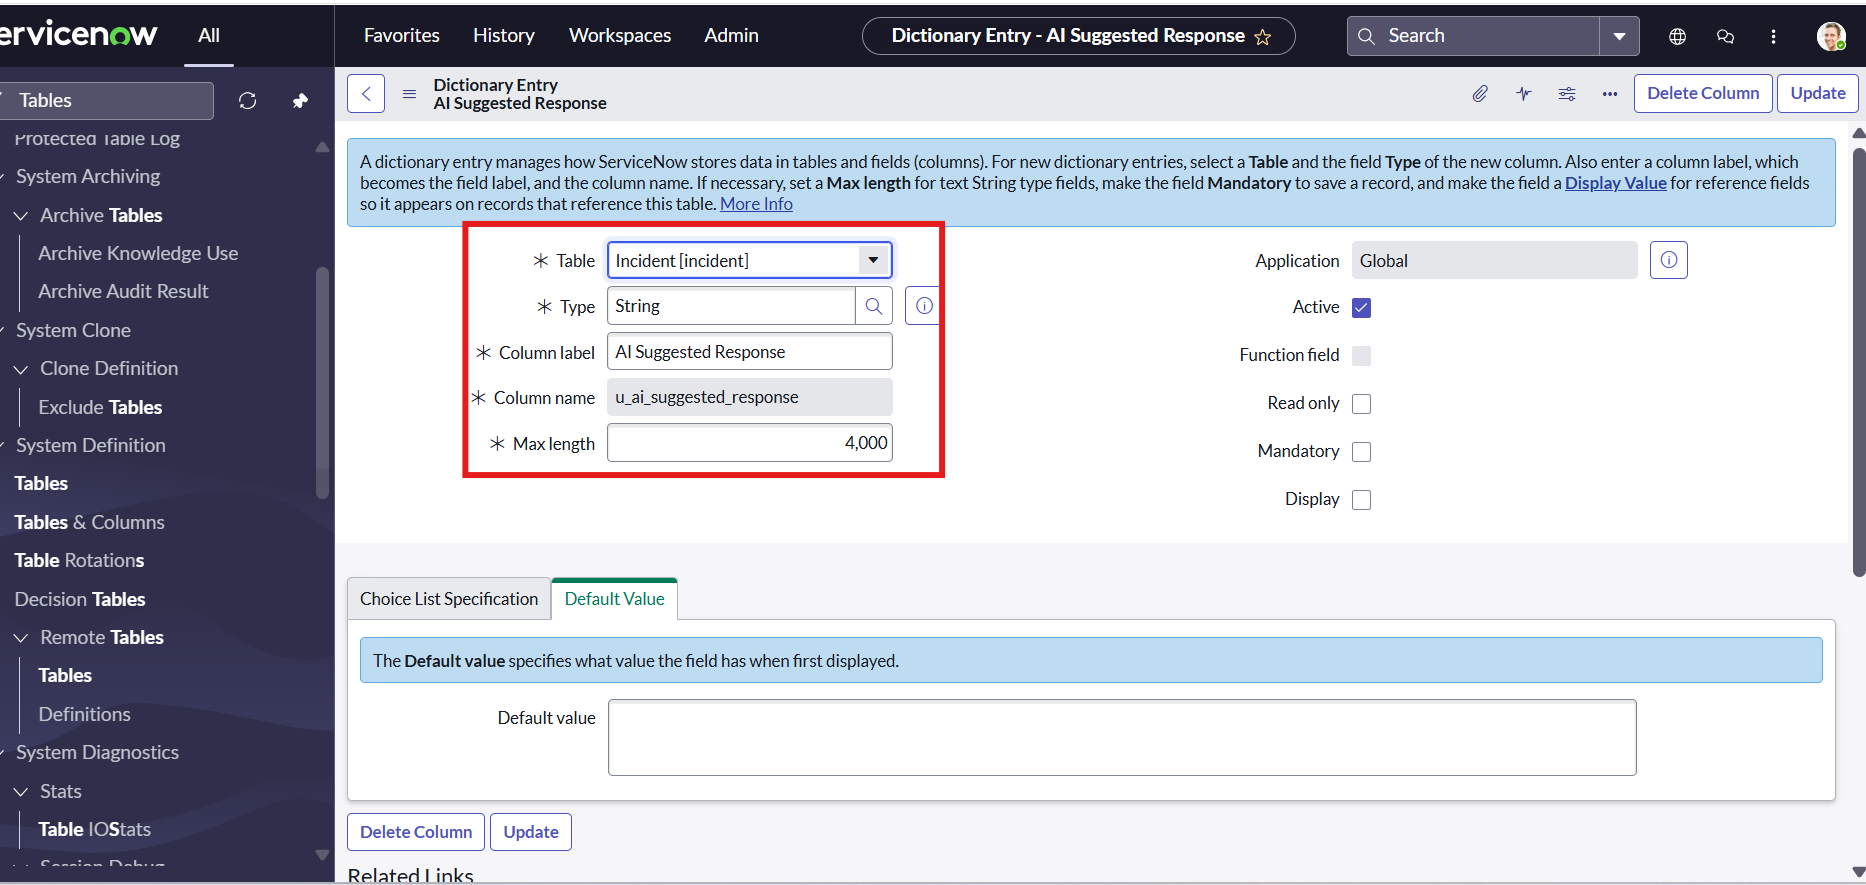 ervicenow
All
Favorites
History
Workspaces
Admin
Dictionary Entry - AI Suggested Response
Search
Tables
Protected Table Log
System Archiving
Archive Tables
Archive Knowledge Use
Archive Audit Result
System Clone
Clone Definition
Exclude Tables
System Definition
Tables
Tables & Columns
Table Rotations
Decision Tables
Remote Tables
Tables
Definitions
System Diagnostics
Stats
Table IOStats
Session Debug
Dictionary Entry
AI Suggested Response
Delete Column
Update
A dictionary entry manages how ServiceNow stores data in tables and fields (columns). For new dictionary entries, select a Table and the field Type of the new column. Also enter a column label, which
becomes the field label, and the column name. If necessary, set a Max length for text String type fields, make the field Mandatory to save a record, and make the field a Display Value for reference fields
so it appears on records that reference this table. More Info
Table
Incident [incident]
Type
String
Column label
AI Suggested Response
Column name
u_ai_suggested_response
Max length
4,000
Application
Global
Active
Function field
Read only
Mandatory
Display
Choice List Specification
Default Value
The Default value specifies what value the field has when first displayed.
Default value
Delete Column
Update
Related Links